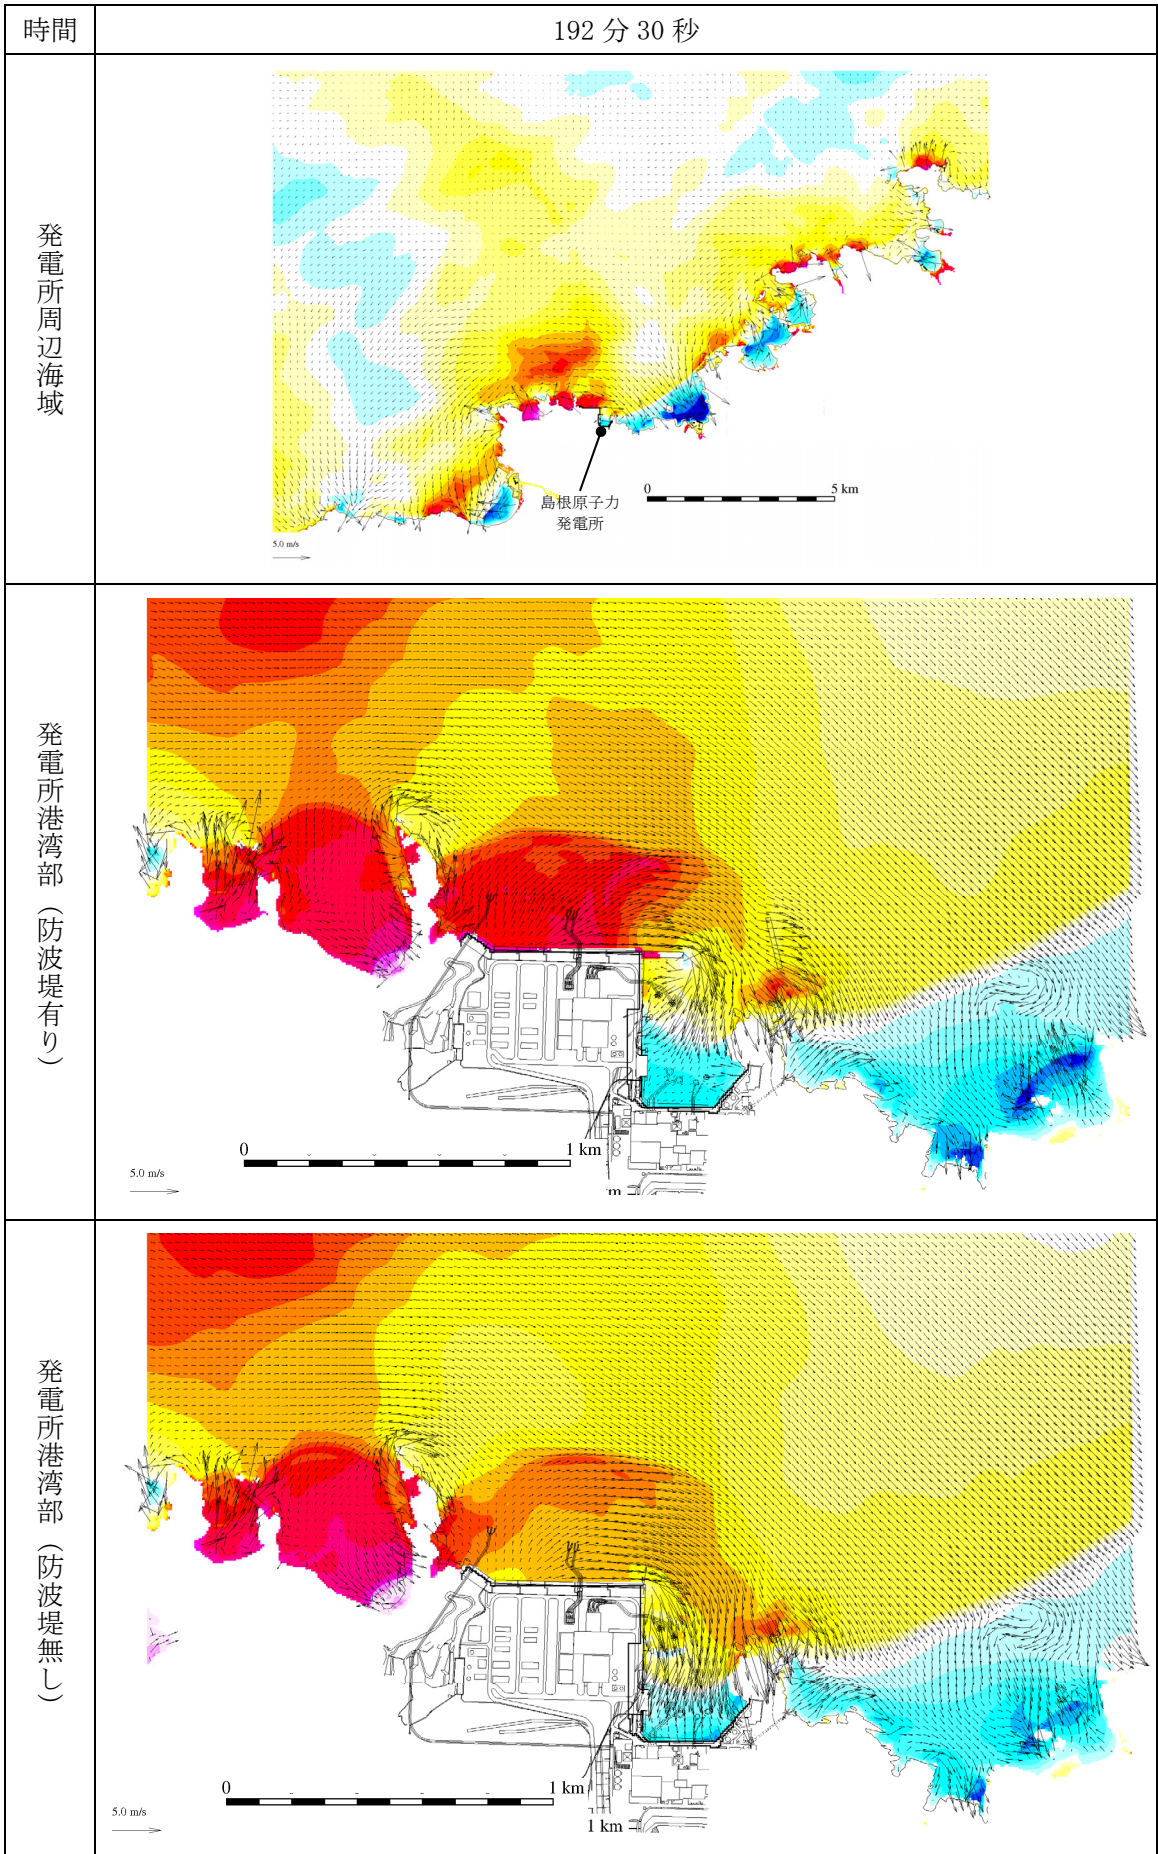 時間
192 分 30 秒
発電所周辺海域
島根原子力
発電所
0
5 km
5.0 m/s
発電所港湾部（防波堤有り）
0
1 km
5.0 m/s
m
発電所港湾部（防波堤無し）
0
1 km
5.0 m/s
1 km